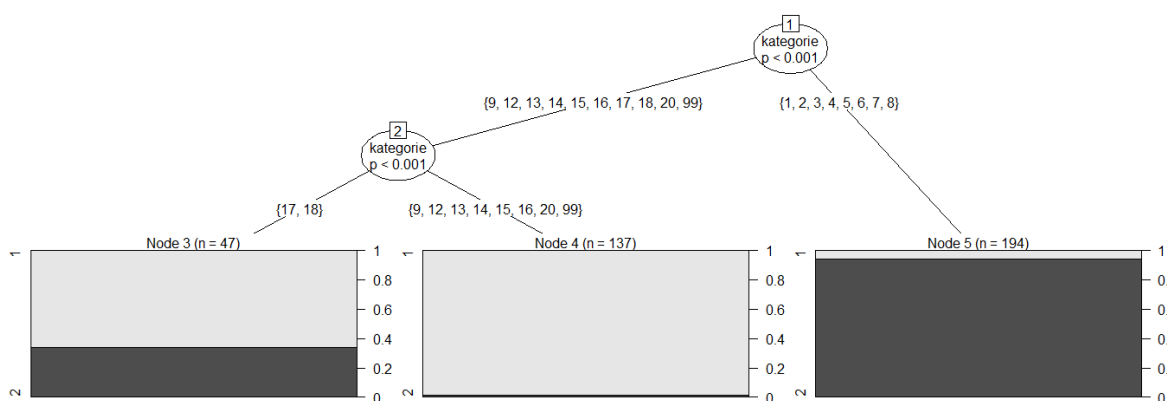 1
kategorie
p < 0.001
{9, 12, 13, 14, 15, 16, 17, 18, 20, 99}
{1, 2, 3, 4, 5, 6, 7, 8}
2
kategorie
p < 0.001
{17, 18}
{9, 12, 13, 14, 15, 16, 20, 99}
Node 3 (n = 47)
1
2
1
0.8
0.6
0.4
0.2
0
Node 4 (n = 137)
1
2
1
0.8
0.6
0.4
0.2
0
Node 5 (n = 194)
1
2
1
0.8
0.6
0.4
0.2
0